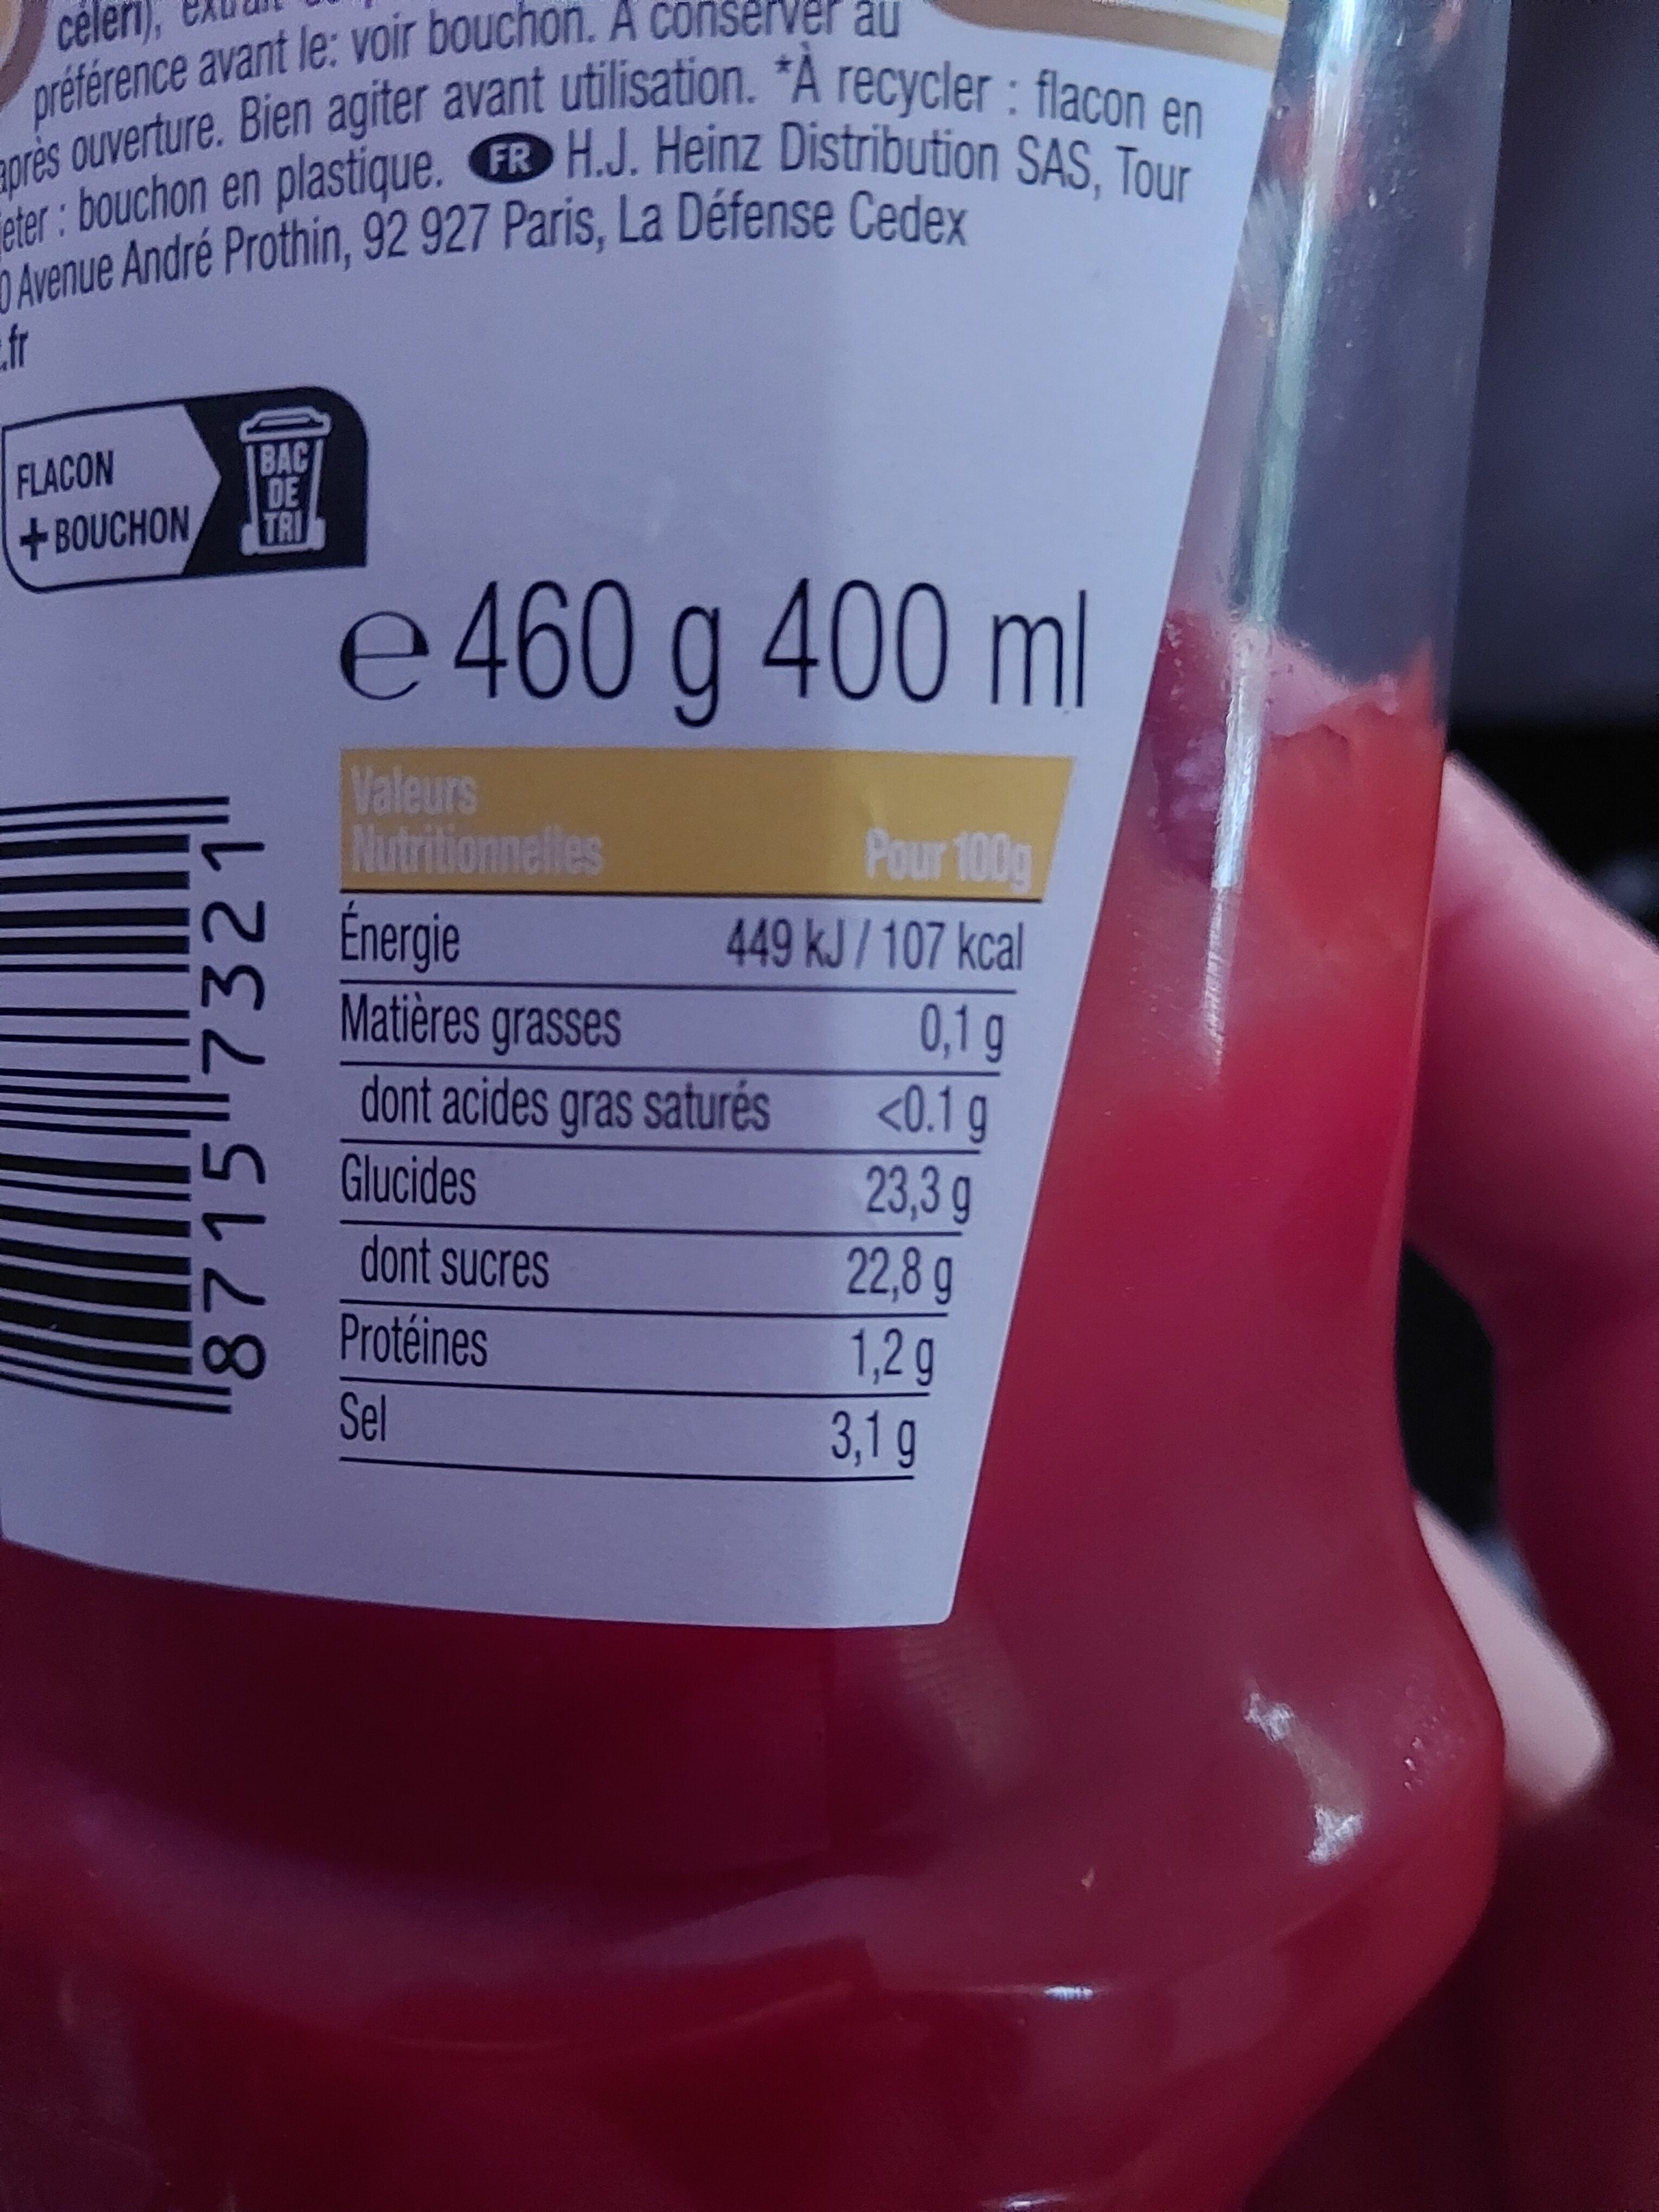 céleri), extrait
préférence avant le: voir bouchon. À conserver au
après ouverture. Bien agiter avant utilisation. *À recycler : flacon en
jeter : bouchon en plastique. FR H.J. Heinz Distribution SAS, Tour
0 Avenue André Prothin, 92 927 Paris, La Défense Cedex
.fr
FLACON
+ BOUCHON
BAC
DE
TRI
e 460 g 400 ml
Valeurs
Nutritionnelles Pour 100g
Énergie 449 kJ / 107 kcal
Matières grasses 0,1 g
dont acides gras saturés <0.1 g
Glucides 23,3 g
dont sucres 22,8 g
Protéines 1,2 g
Sel 3,1 g
8715 7321